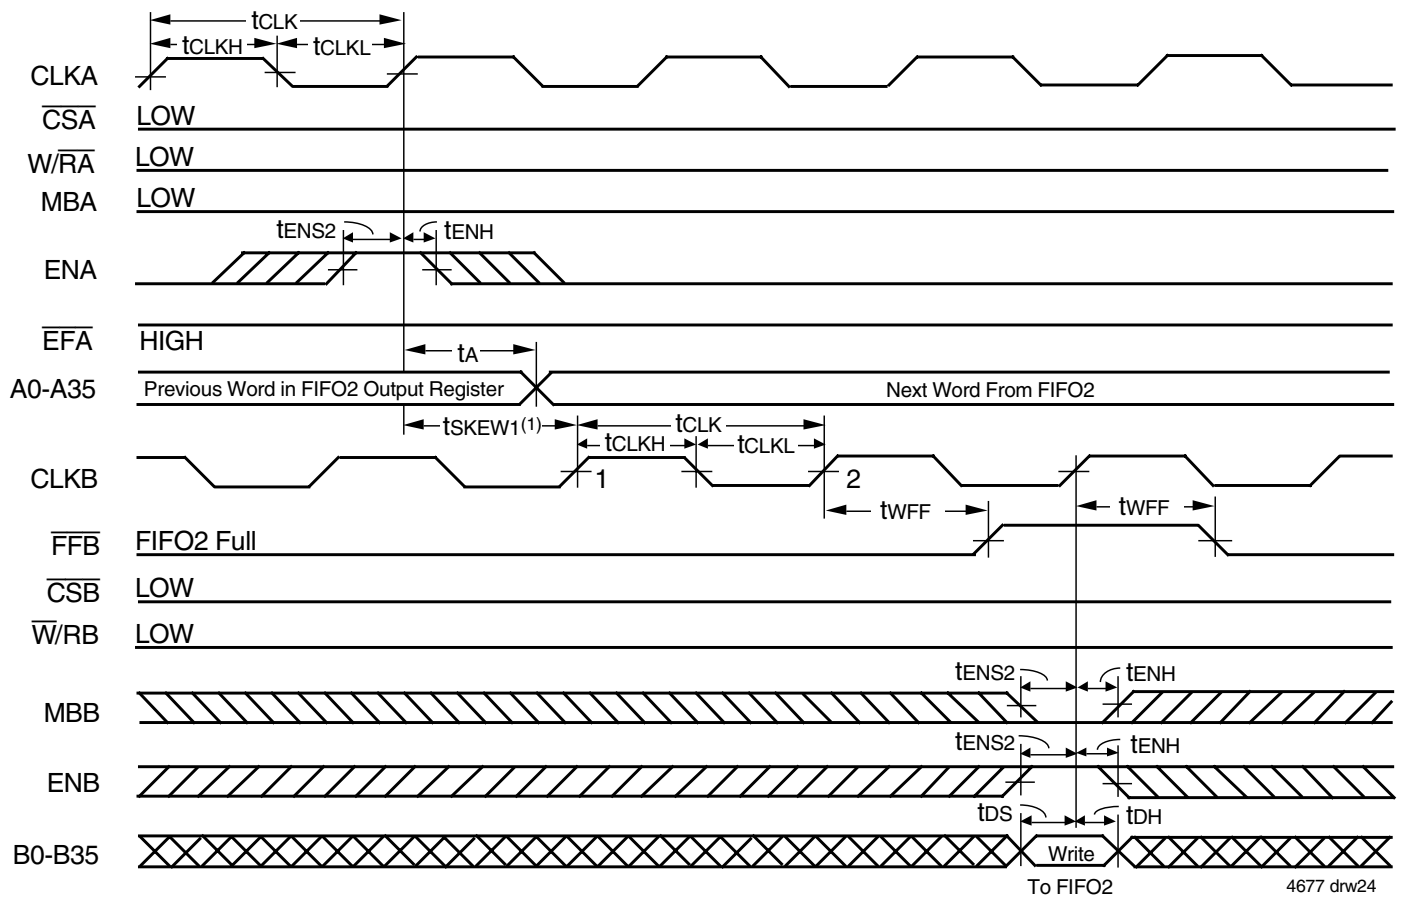 tCLK
tCLKH tCLKL
CLKA
CSA LOW
W/RA LOW
MBA LOW
tENS2 tENH
ENA
EFA HIGH
tA
A0-A35 Previous Word in FIFO2 Output Register Next Word From FIFO2
tSKEW1(1) tCLK
tCLKH tCLKL
CLKB 1 2
tWFF tWFF
FFB FIFO2 Full
CSB LOW
W/RB LOW
tENS2 tENH
MBB
tENS2 tENH
ENB
tDS tDH
B0-B35 Write
To FIFO2 4677 drw24